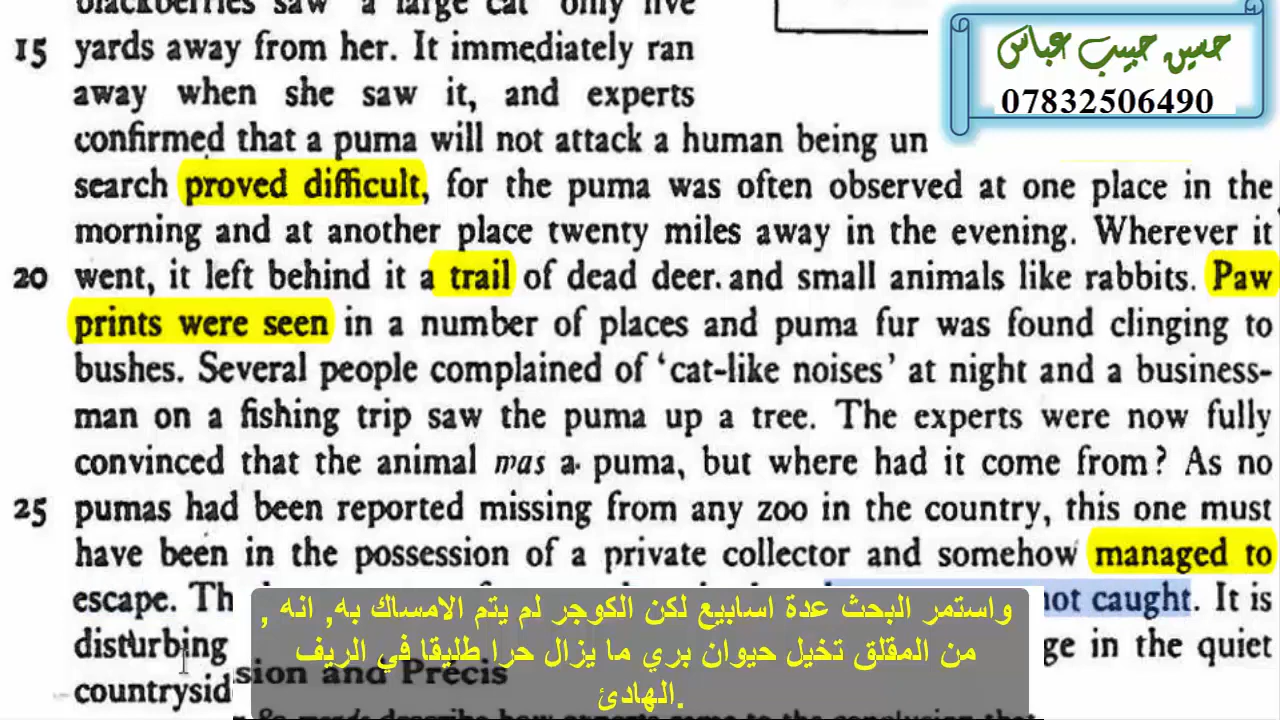 blackberries saw 'a large cat' only five
15 yards away from her. It immediately ran
away when she saw it, and experts
confirmed that a puma will not attack a human being un
search proved difficult, for the puma was often observed at one place in the
morning and at another place twenty miles away in the evening. Wherever it
20 went, it left behind it a trail of dead deer and small animals like rabbits. Paw
prints were seen in a number of places and puma fur was found clinging to
bushes. Several people complained of 'cat-like noises' at night and a business-
man on a fishing trip saw the puma up a tree. The experts were now fully
convinced that the animal was a puma, but where had it come from? As no
25 pumas had been reported missing from any zoo in the country, this one must
have been in the possession of a private collector and somehow managed to
escape. Th not caught. It is
disturbing ge in the quiet
countrysid
sion and Précis
حسين حبيب عباس
07832506490
واستمر البحث عدة اسابيع لكن الكوجر لم يتم الامساك به, انه ,
من المقلق تخيل حيوان بري ما يزال حرا طليقا في الريف
الهادئ.